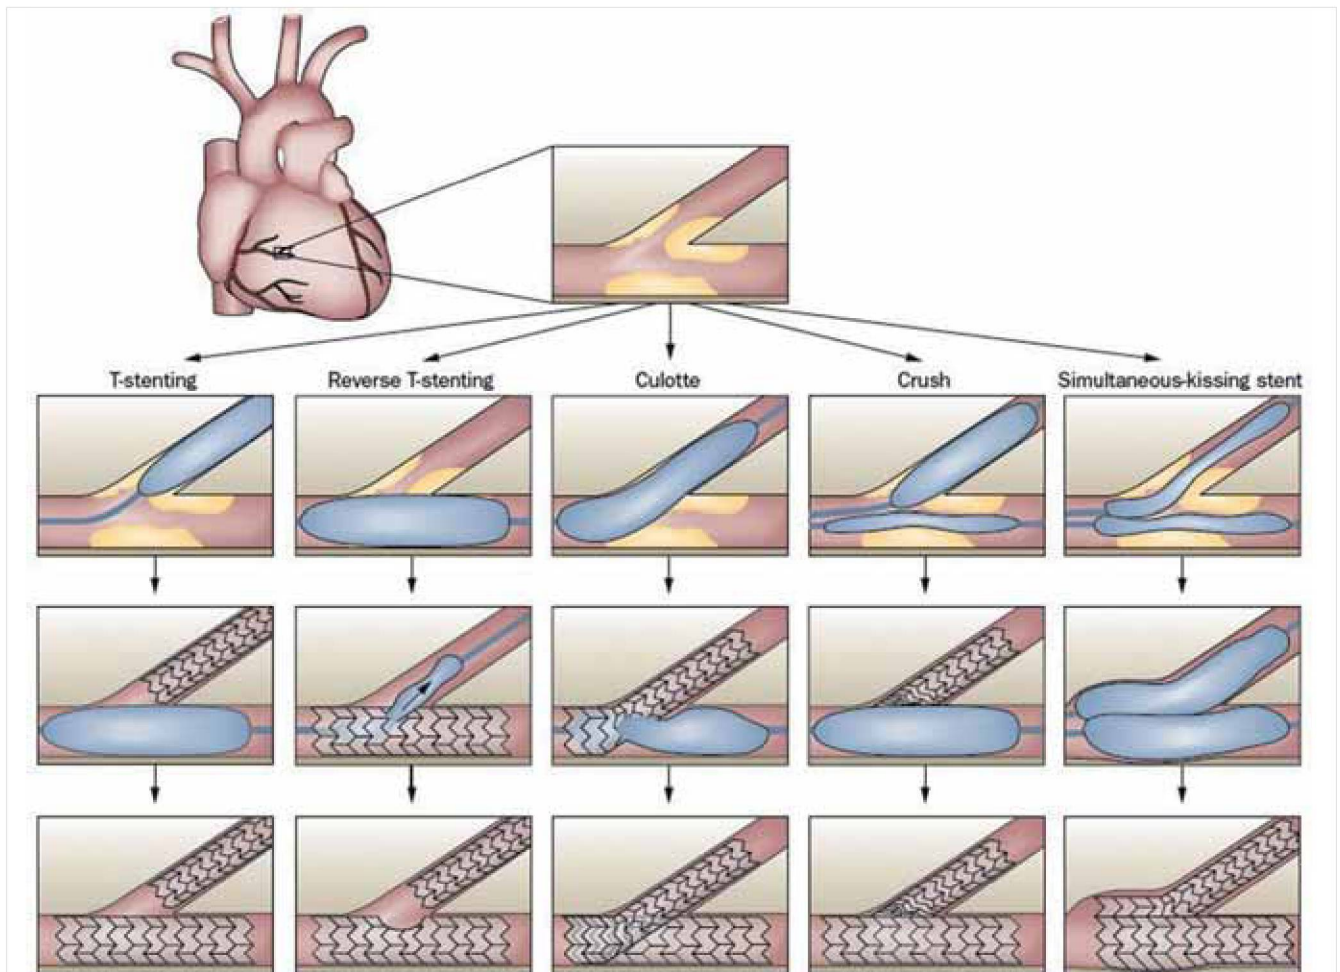 T-stenting
Reverse T-stenting
Culotte
Crush
Simultaneous-kissing stent